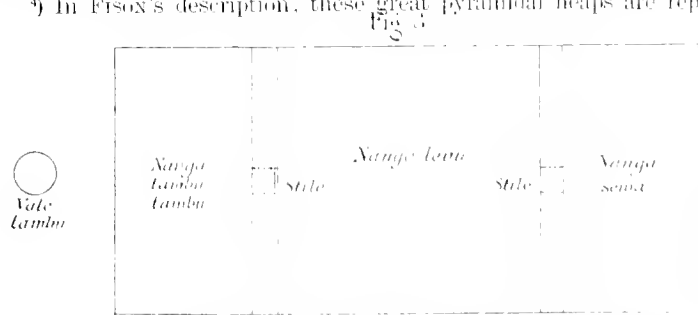 ⁴) In FISON's description, these great pyramidal heaps are rep
Fig. 3
Nanga
tambu
tambu
Stile
Nanga levu
Stile
Nanga
sewa
Vale
tambu